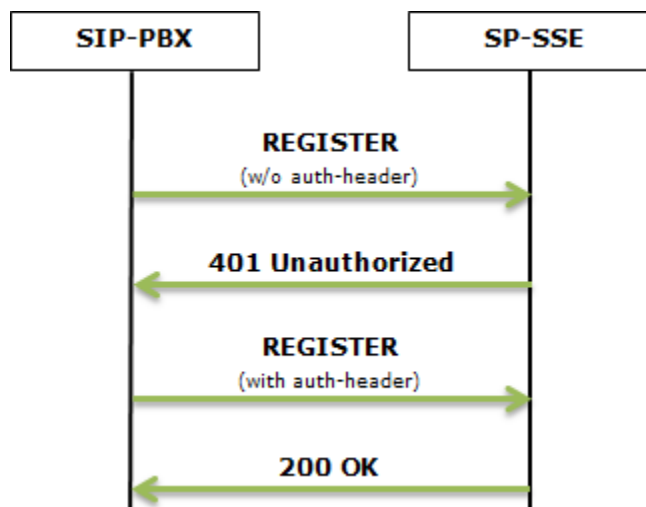 SIP-PBX
SP-SSE
REGISTER
(w/o auth-header)
401 Unauthorized
REGISTER
(with auth-header)
200 OK